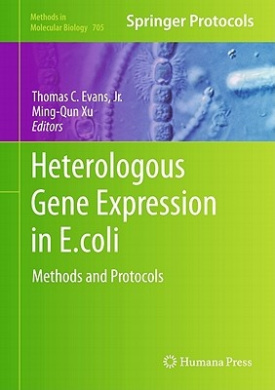 Methods in
Molecular Biology 705
Springer Protocols
Thomas C. Evans, Jr.
Ming-Qun Xu
Editors
Heterologous
Gene Expression
in E.coli
Methods and Protocols
Humana Press